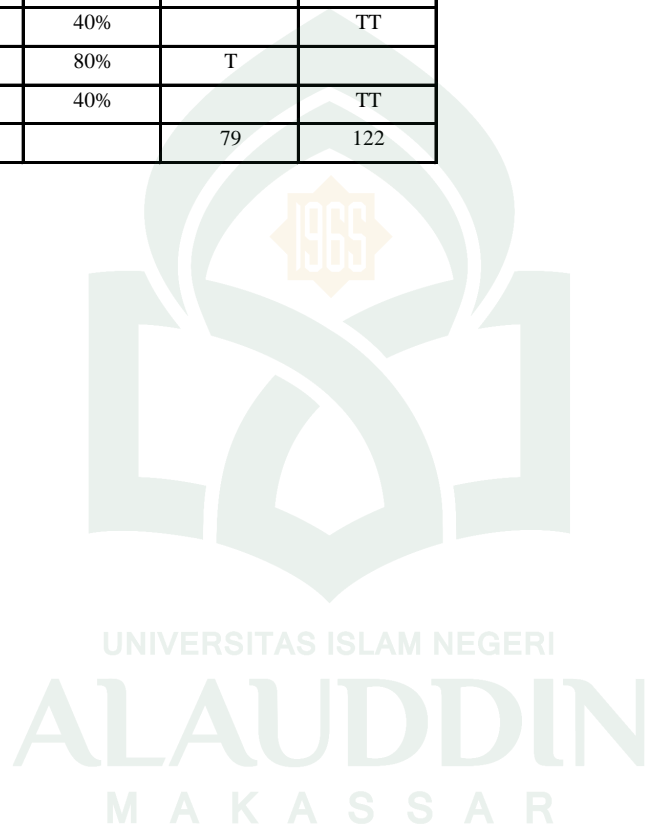 40% TT
80% T
40% TT
79 122
1965
UNIVERSITAS ISLAM NEGERI
ALAUDDIN
MAKASSAR